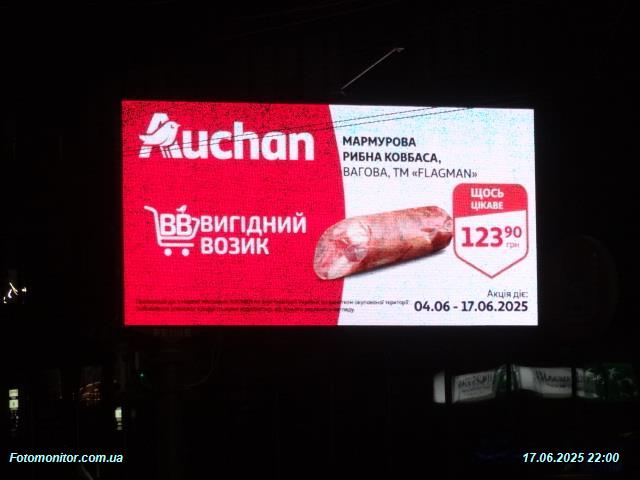 Auchan
ВВ ВИГІДНИЙ
ВОЗИК
МАРМУРОВА
РИБНА КОВБАСА,
ВАГОВА, ТМ «FLAGMAN»
ЩОСЬ
ЦІКАВЕ
123 90
грн
Акція діє:
04.06 - 17.06.2025
Fotomonitor.com.ua
17.06.2025 22:00